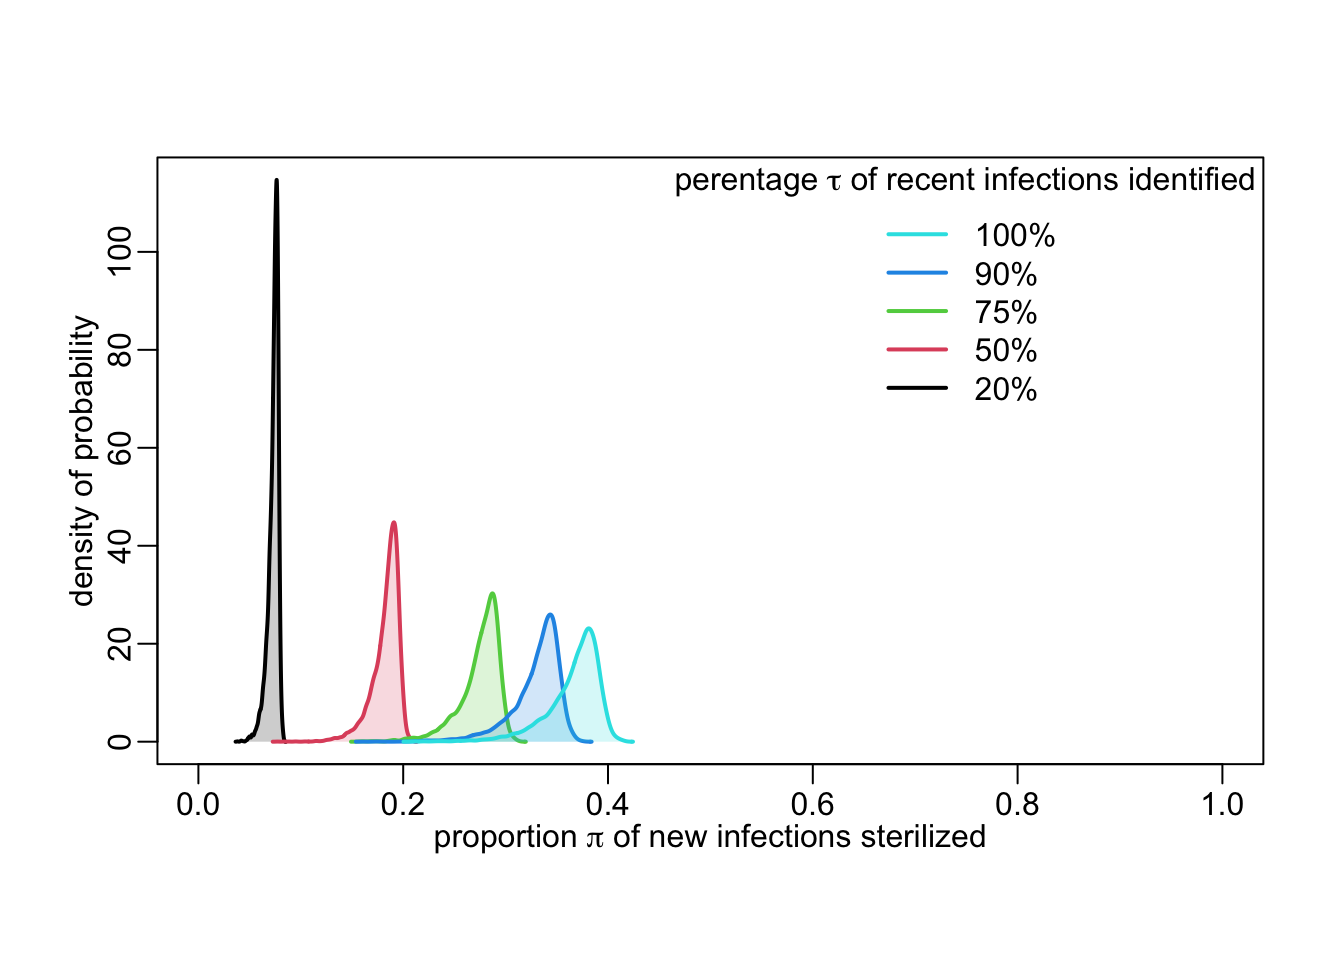 perentage τ of recent infections identified
100%
90%
75%
50%
20%
density of probability
100
80
60
40
20
0
0.0 0.2 0.4 0.6 0.8 1.0
proportion π of new infections sterilized